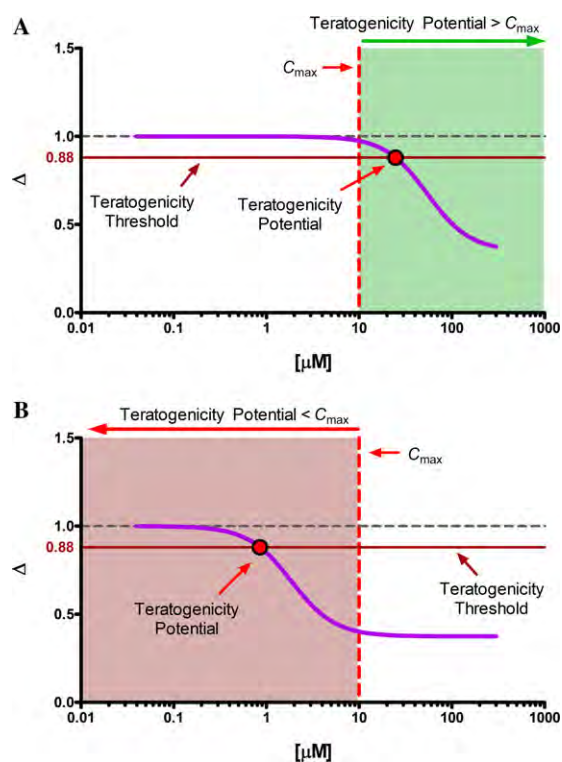 A
Teratogenicity Potential > Cmax
1.5
Cmax
1.0
0.88
Δ
Teratogenicity
Threshold
Teratogenicity
Potential
0.5
0.0
0.01 0.1 1 10 100 1000
[µM]
B
Teratogenicity Potential < Cmax
1.5
Cmax
1.0
0.88
Δ
Teratogenicity
Potential
Teratogenicity
Threshold
0.5
0.0
0.01 0.1 1 10 100 1000
[µM]